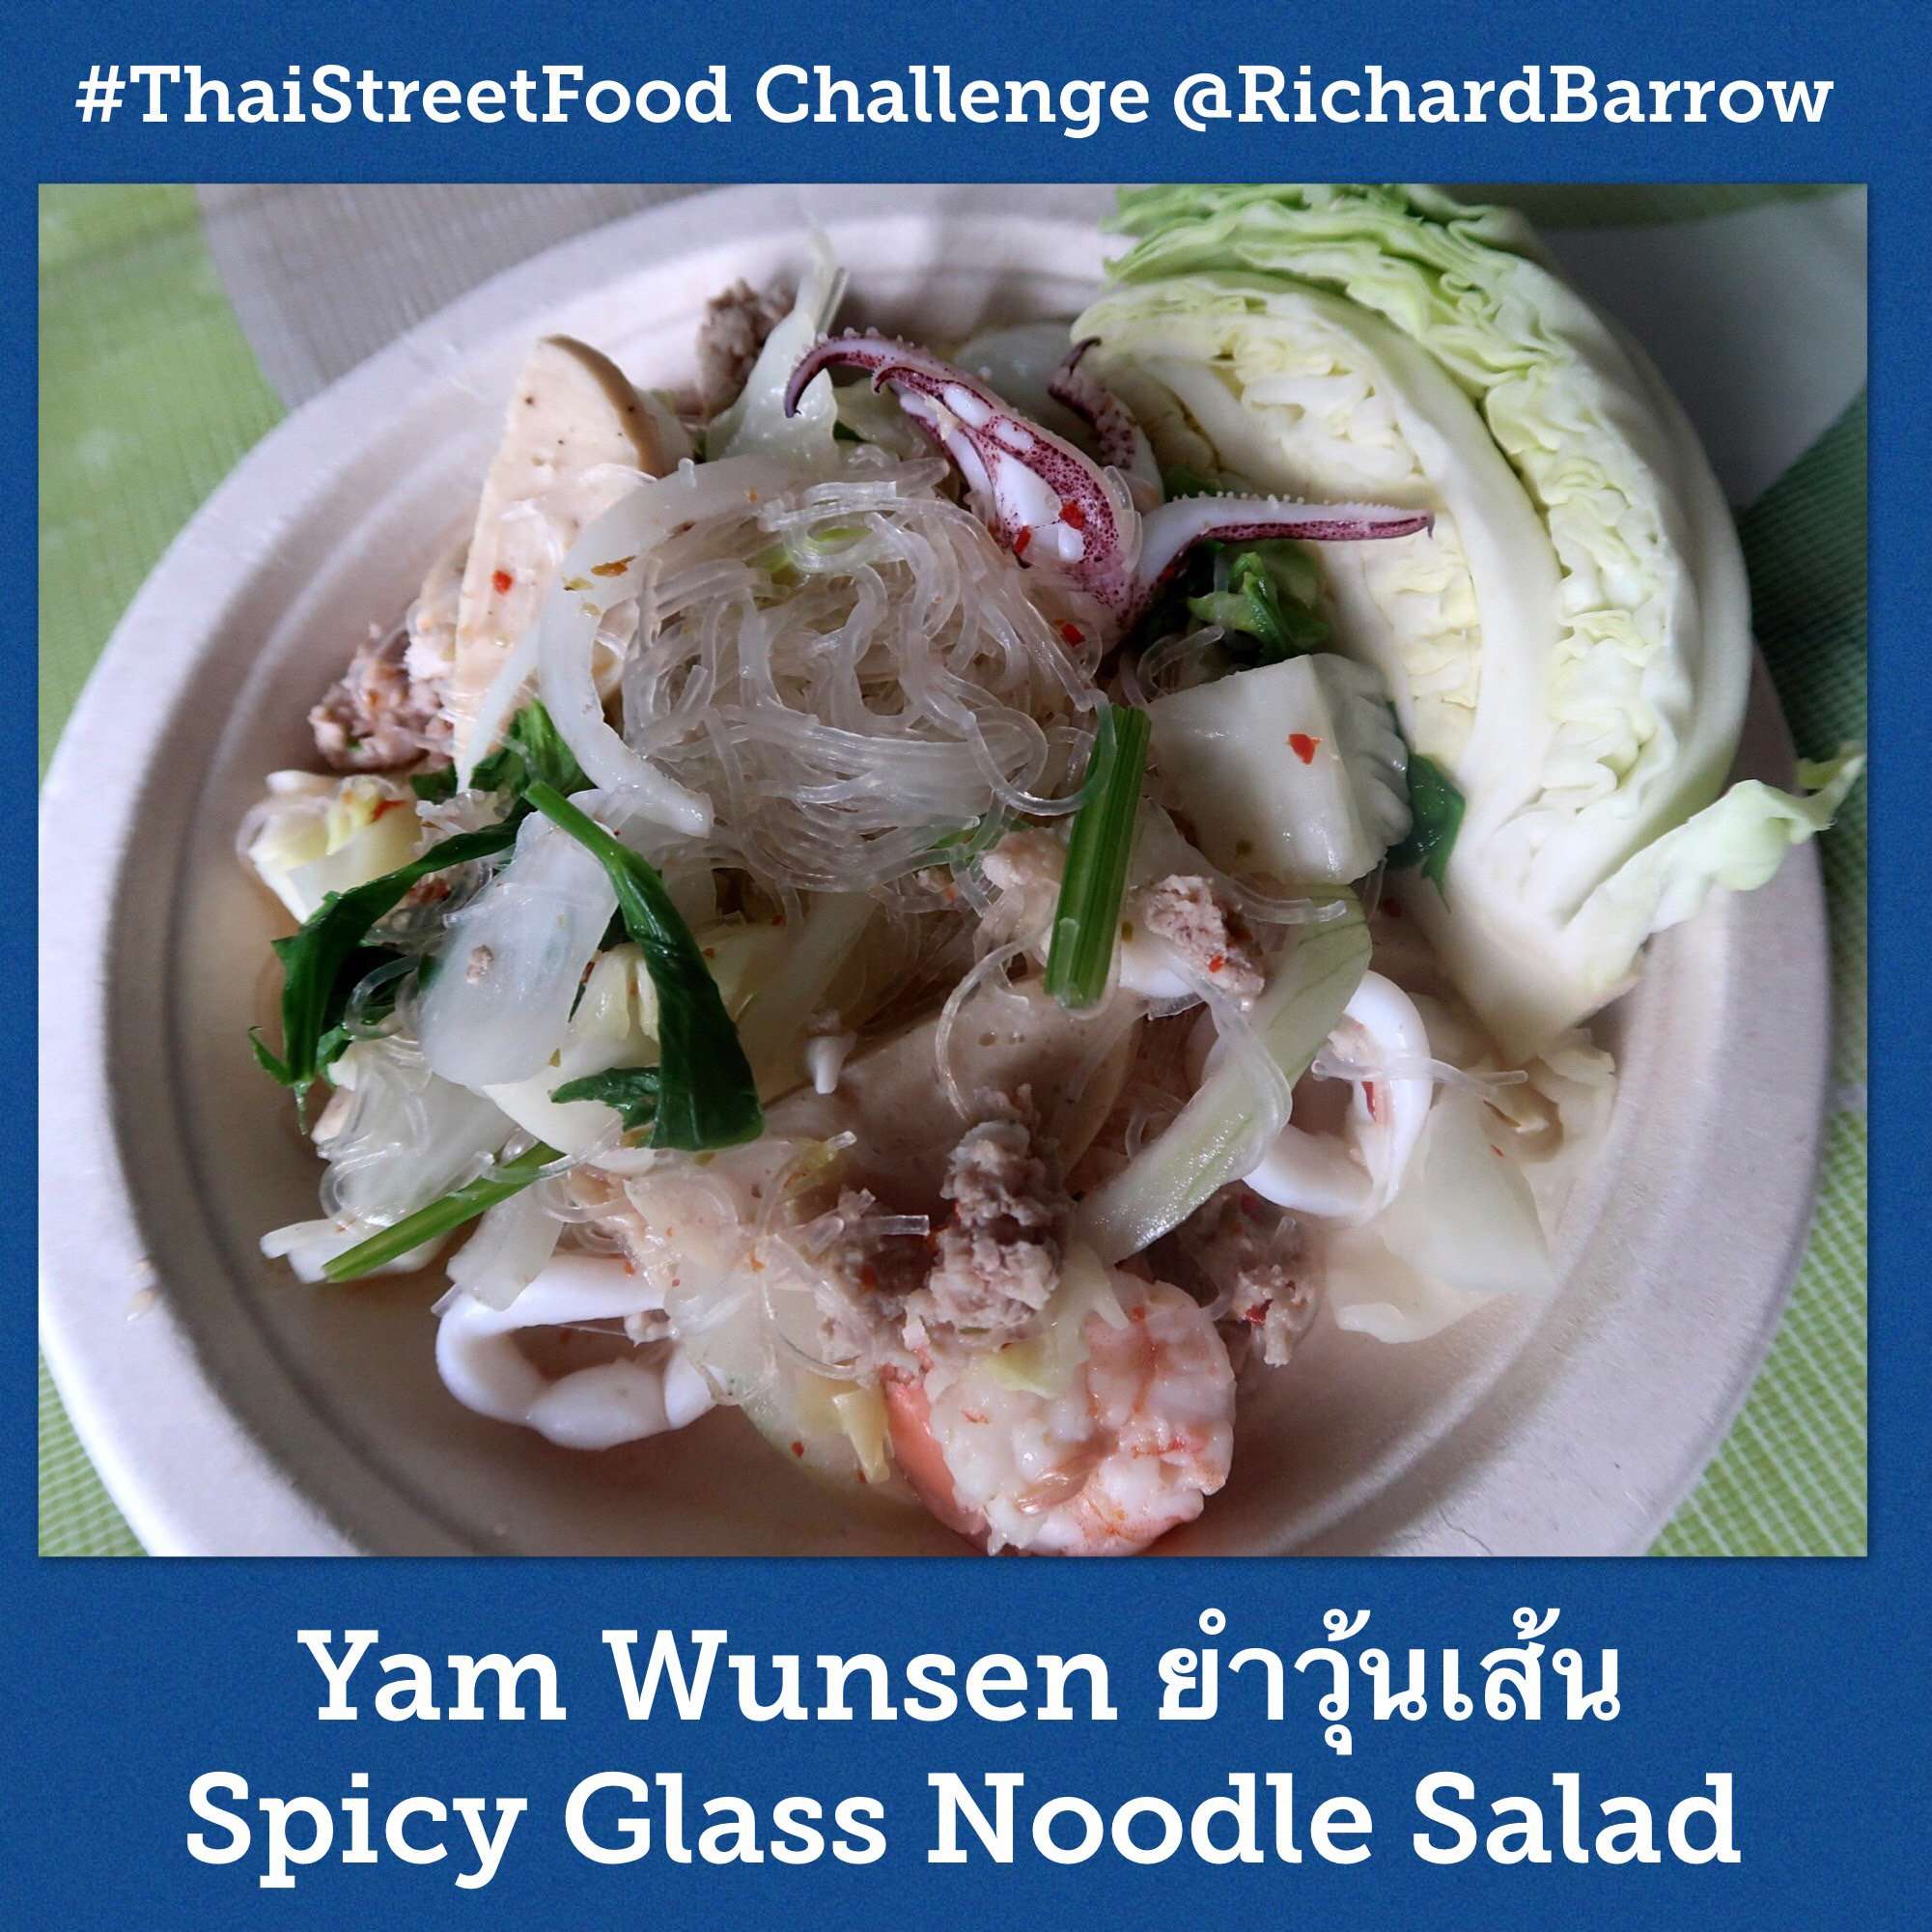 #ThaiStreetFood Challenge @RichardBarrow
Yam Wunsen ยำวุ้นเส้น
Spicy Glass Noodle Salad